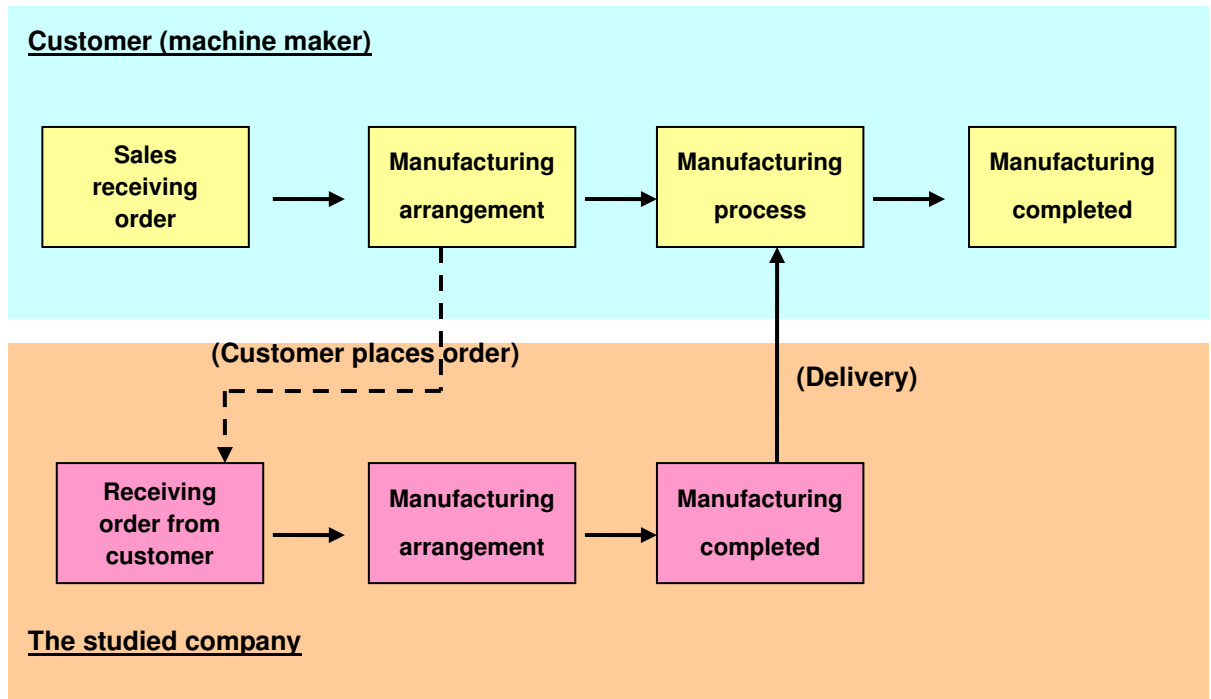 Customer (machine maker)
Sales
receiving
order
Manufacturing
arrangement
Manufacturing
process
Manufacturing
completed
(Customer places order)
(Delivery)
Receiving
order from
customer
Manufacturing
arrangement
Manufacturing
completed
The studied company